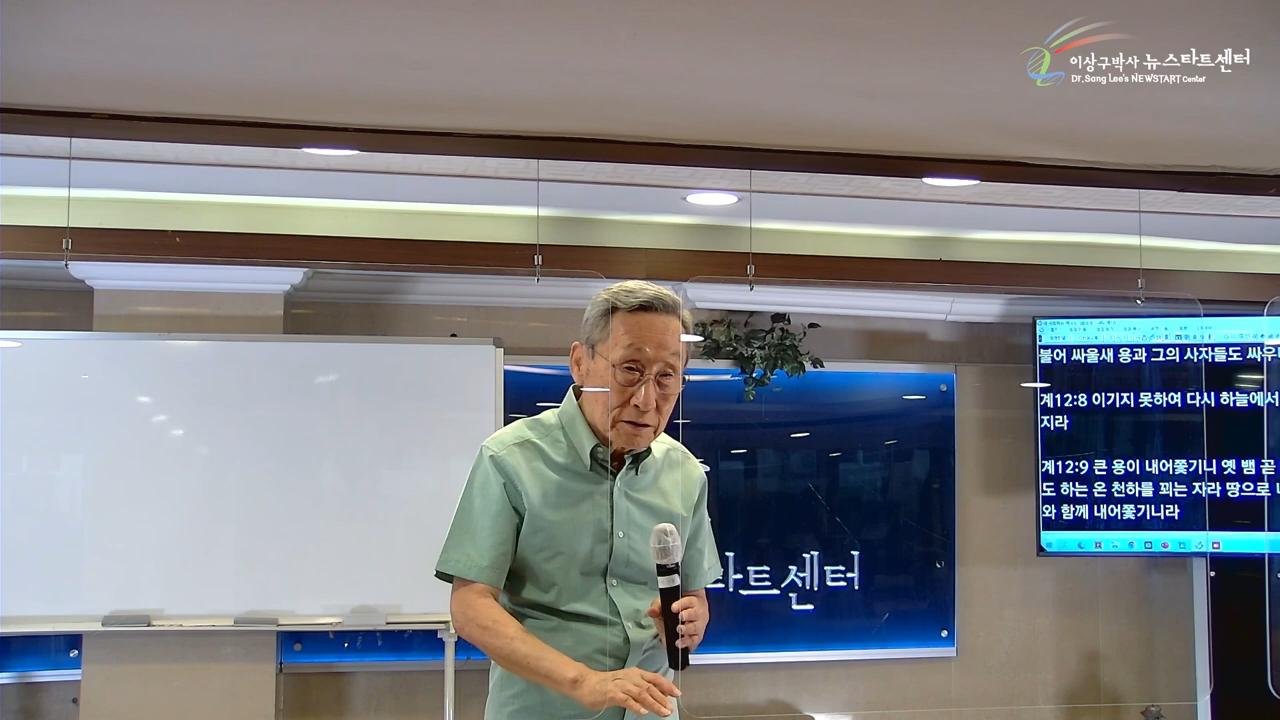 이상구박사 뉴스타트센터
Dr. Sang Lee's NEWSTART Center
불어 싸울새 용과 그의 사자들도 싸우
계12:8 이기지 못하여 다시 하늘에서
지라
계12:9 큰 용이 내어쫓기니 옛 뱀 곧
도 하는 온 천하를 꾀는 자라 땅으로
와 함께 내어쫓기니라
타트센터